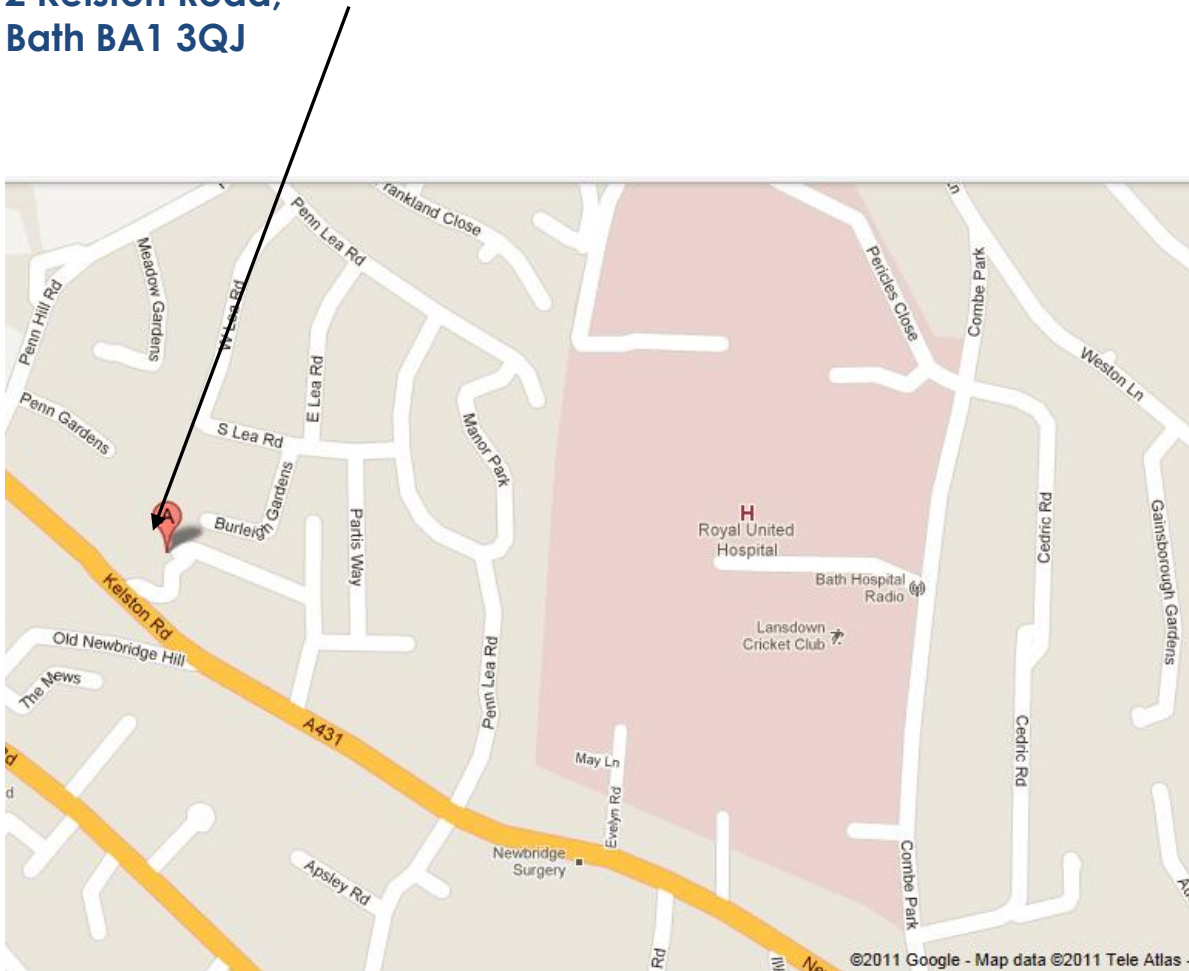 2 Kelston Road,
Bath BA1 3QJ
Penn Hill Rd
Meadow Gardens
W Lea Rd
Penn Lea Rd
Frankland Close
Pericles Close
Combe Park
Weston Ln
Penn Gardens
S Lea Rd
E Lea Rd
Manor Park
A
Burleigh Gardens
Partis Way
H
Royal United
Hospital
Bath Hospital
Radio
Lansdown
Cricket Club
Cedric Rd
Gainsborough Gardens
Kelston Rd
Old Newbridge Hill
The Mews
A431
Penn Lea Rd
May Ln
Evelyn Rd
Cedric Rd
Newbridge
Surgery
Apsley Rd
Combe Park
Rd
©2011 Google - Map data ©2011 Tele Atlas -